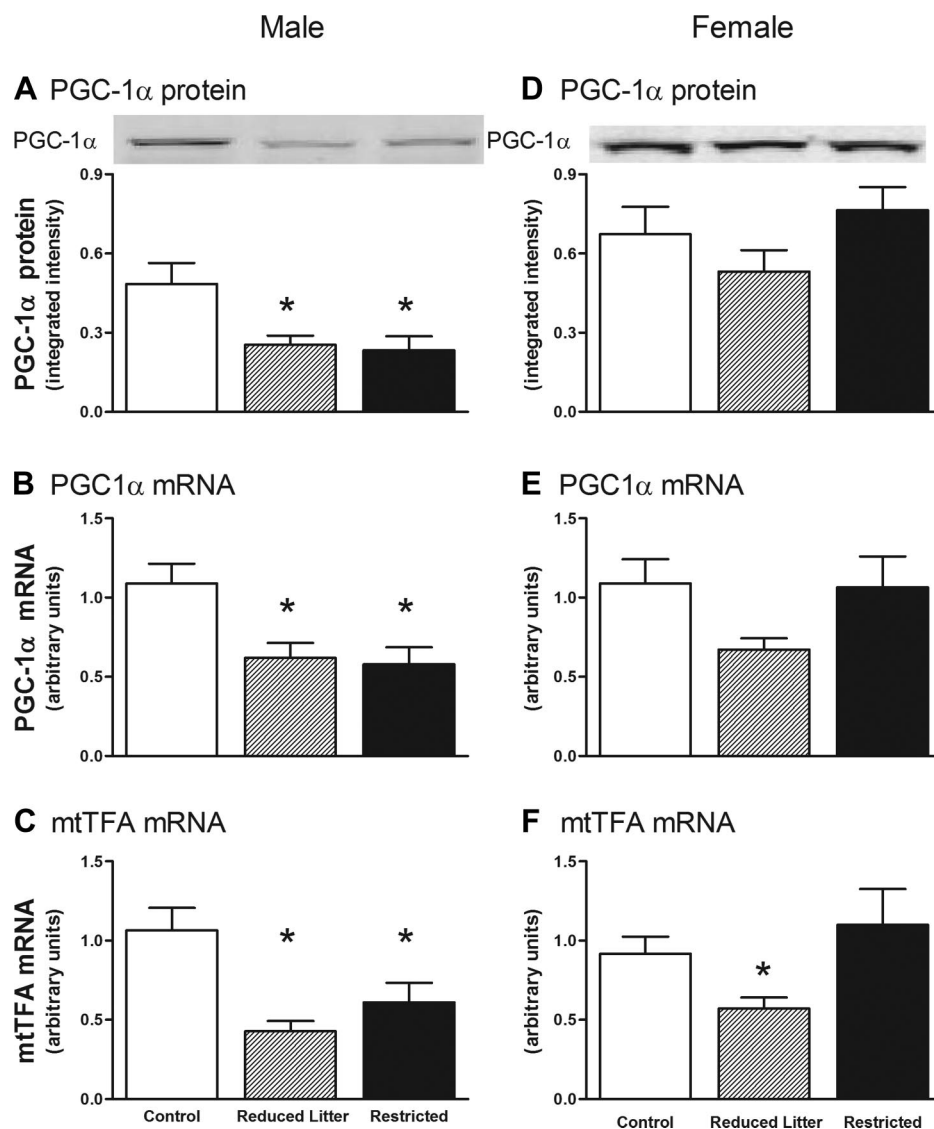 Male
Female
A PGC-1α protein
D PGC-1α protein
PGC-1α
PGC-1α
PGC-1α protein
(integrated intensity)
0.9
0.6
0.3
0.0
*
*
(integrated intensity)
0.9
0.6
0.3
0.0
B PGC1α mRNA
E PGC1α mRNA
PGC-1α mRNA
(arbitrary units)
1.5
1.0
0.5
0.0
*
*
(arbitrary units)
1.5
1.0
0.5
0.0
C mtTFA mRNA
F mtTFA mRNA
mtTFA mRNA
(arbitrary units)
1.5
1.0
0.5
0.0
*
*
(arbitrary units)
1.5
1.0
0.5
0.0
*
Control Reduced Litter Restricted
Control Reduced Litter Restricted